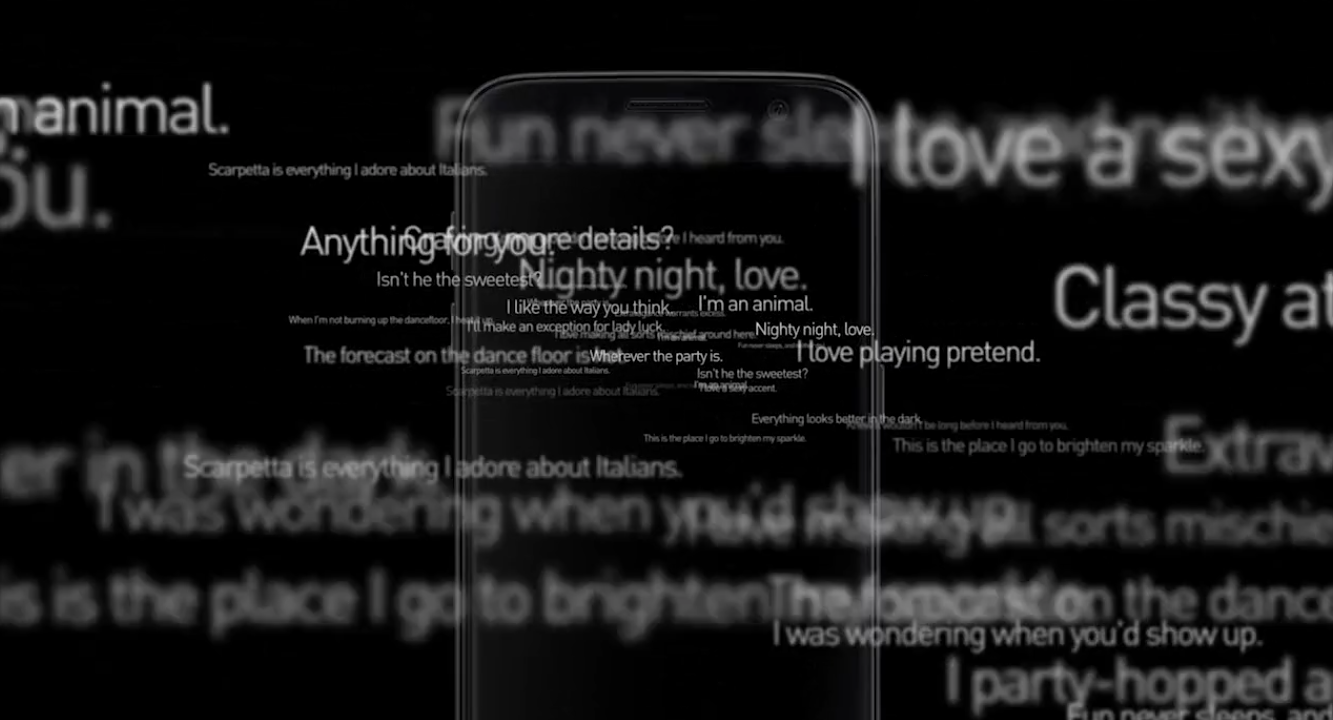 m animal.
Fun never sle
I love a sexy
ou.
Scarpetta is everything I adore about Italians.
Anything for you.
Craving more details?
I heard from you.
Isn't he the sweetest?
Nighty night, love.
I like the way you think.
I'm an animal.
When I'm not burning up the dancefloor, I heat it up
I'll make an exception for lady luck.
I love making all sorts mischief around here.
Nighty night, love.
The forecast on the dance floor is
Wherever the party is.
I love playing pretend.
Classy at
Scarpetta is everything I adore about Italians.
Isn't he the sweetest?
I'm an animal.
I love a sexy accent.
Scarpetta is everything I adore about Italians.
Everything looks better in the dark.
n't be long before I heard from you.
This is the place I go to brighten my sparkle.
This is the place I go to brighten my sparkle.
Extrav
er in the dark.
Scarpetta is everything I adore about Italians.
I was wondering when you'd show up.
I love making all sorts mischie
is is the place I go to brighten
The forecast on the dance
I was wondering when you'd show up.
I party-hopped a
Fun never sleeps, and